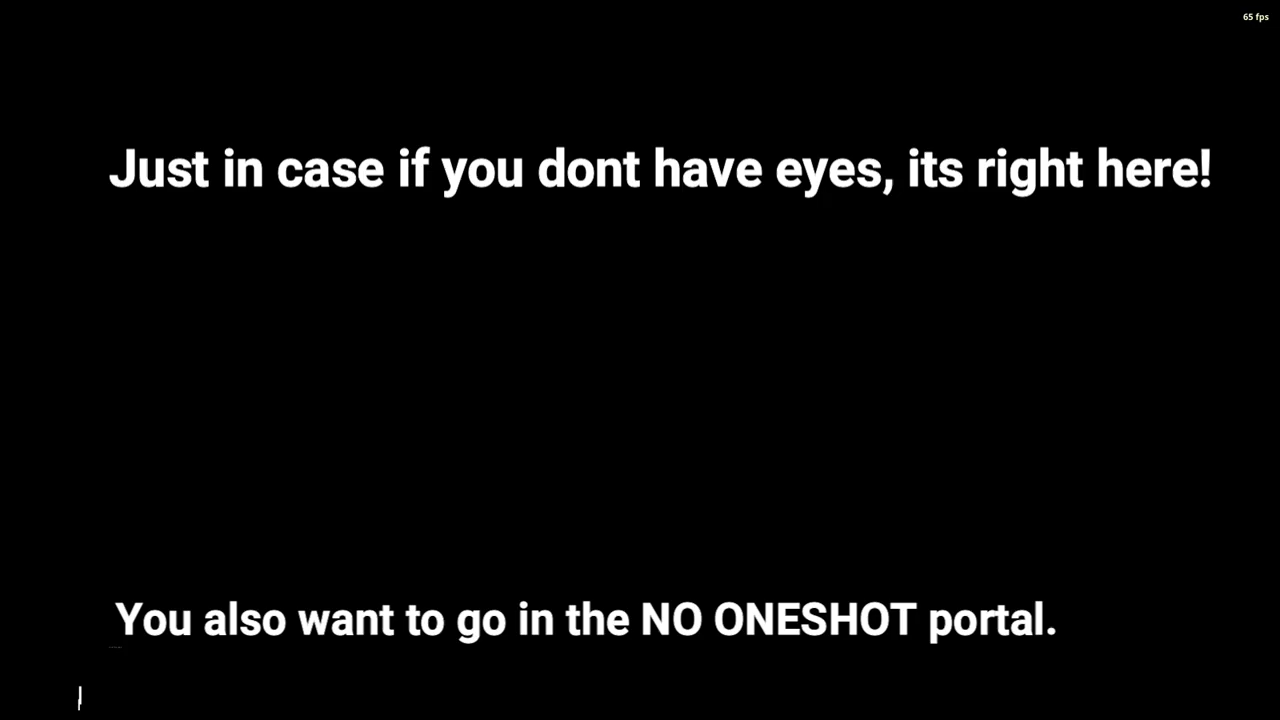 65 fps
Just in case if you dont have eyes, its right here!
You also want to go in the NO ONESHOT portal.